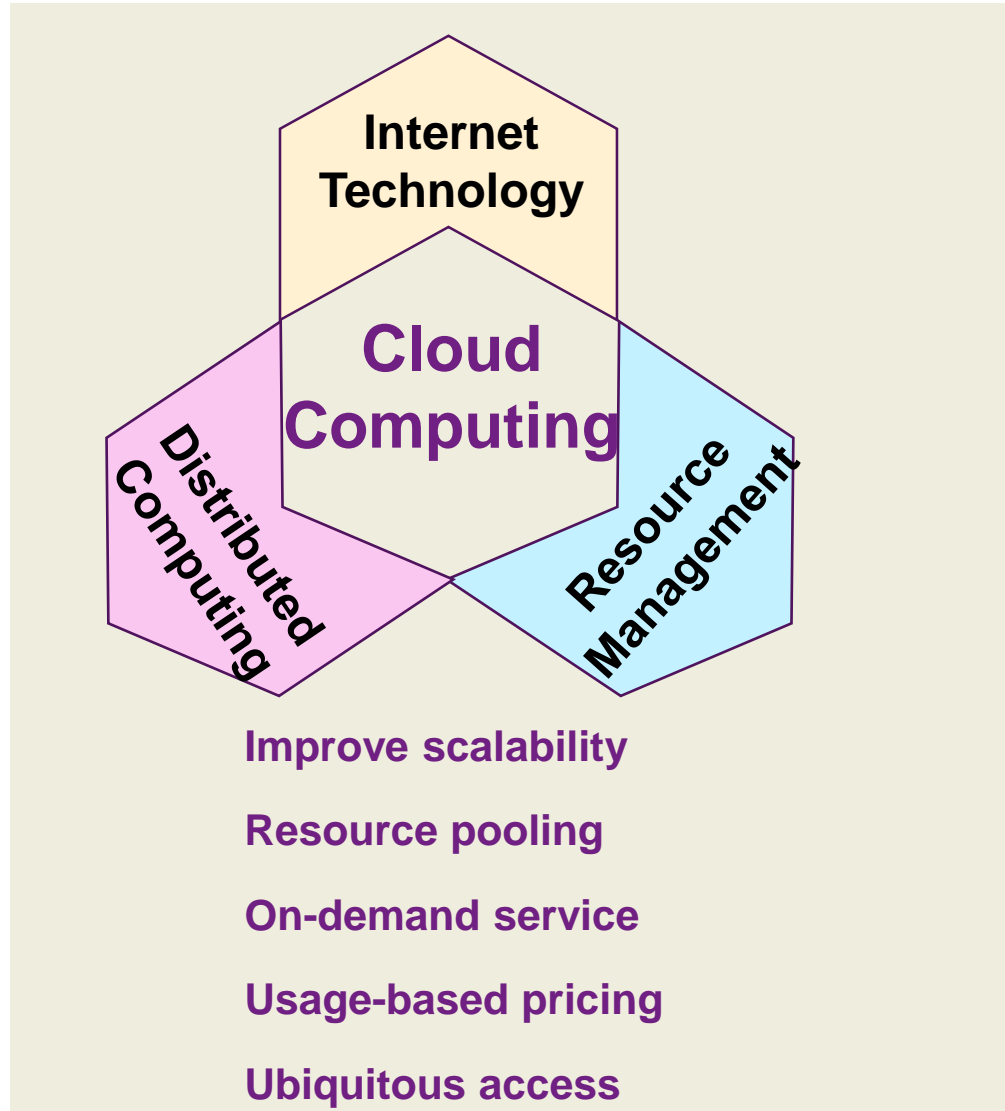 Internet
Technology
Cloud
Computing
Distributed
Computing
Resource
Management
Improve scalability
Resource pooling
On-demand service
Usage-based pricing
Ubiquitous access